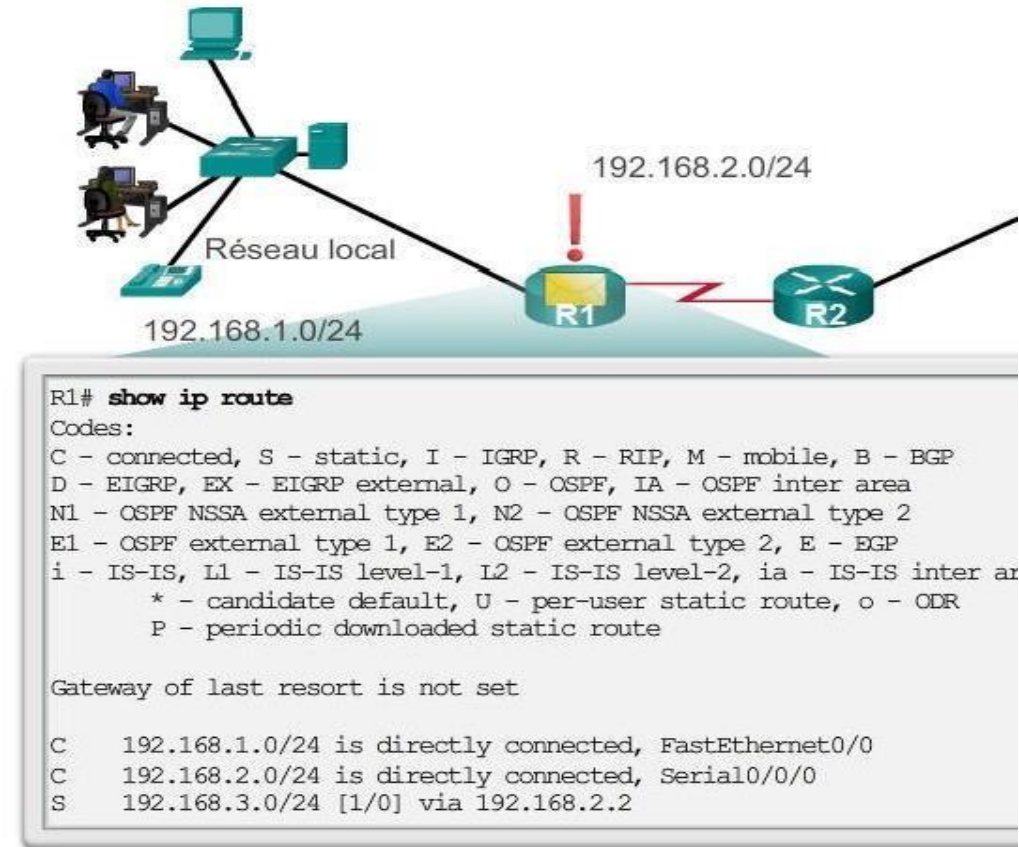 192.168.2.0/24
Réseau local
R1
R2
192.168.1.0/24
R1# show ip route
Codes:
C - connected, S - static, I - IGRP, R - RIP, M - mobile, B - BGP
D - EIGRP, EX - EIGRP external, O - OSPF, IA - OSPF inter area
N1 - OSPF NSSA external type 1, N2 - OSPF NSSA external type 2
E1 - OSPF external type 1, E2 - OSPF external type 2, E - EGP
i - IS-IS, L1 - IS-IS level-1, L2 - IS-IS level-2, ia - IS-IS inter ar
* - candidate default, U - per-user static route, o - ODR
P - periodic downloaded static route
Gateway of last resort is not set
C 192.168.1.0/24 is directly connected, FastEthernet0/0
C 192.168.2.0/24 is directly connected, Serial0/0/0
S 192.168.3.0/24 [1/0] via 192.168.2.2